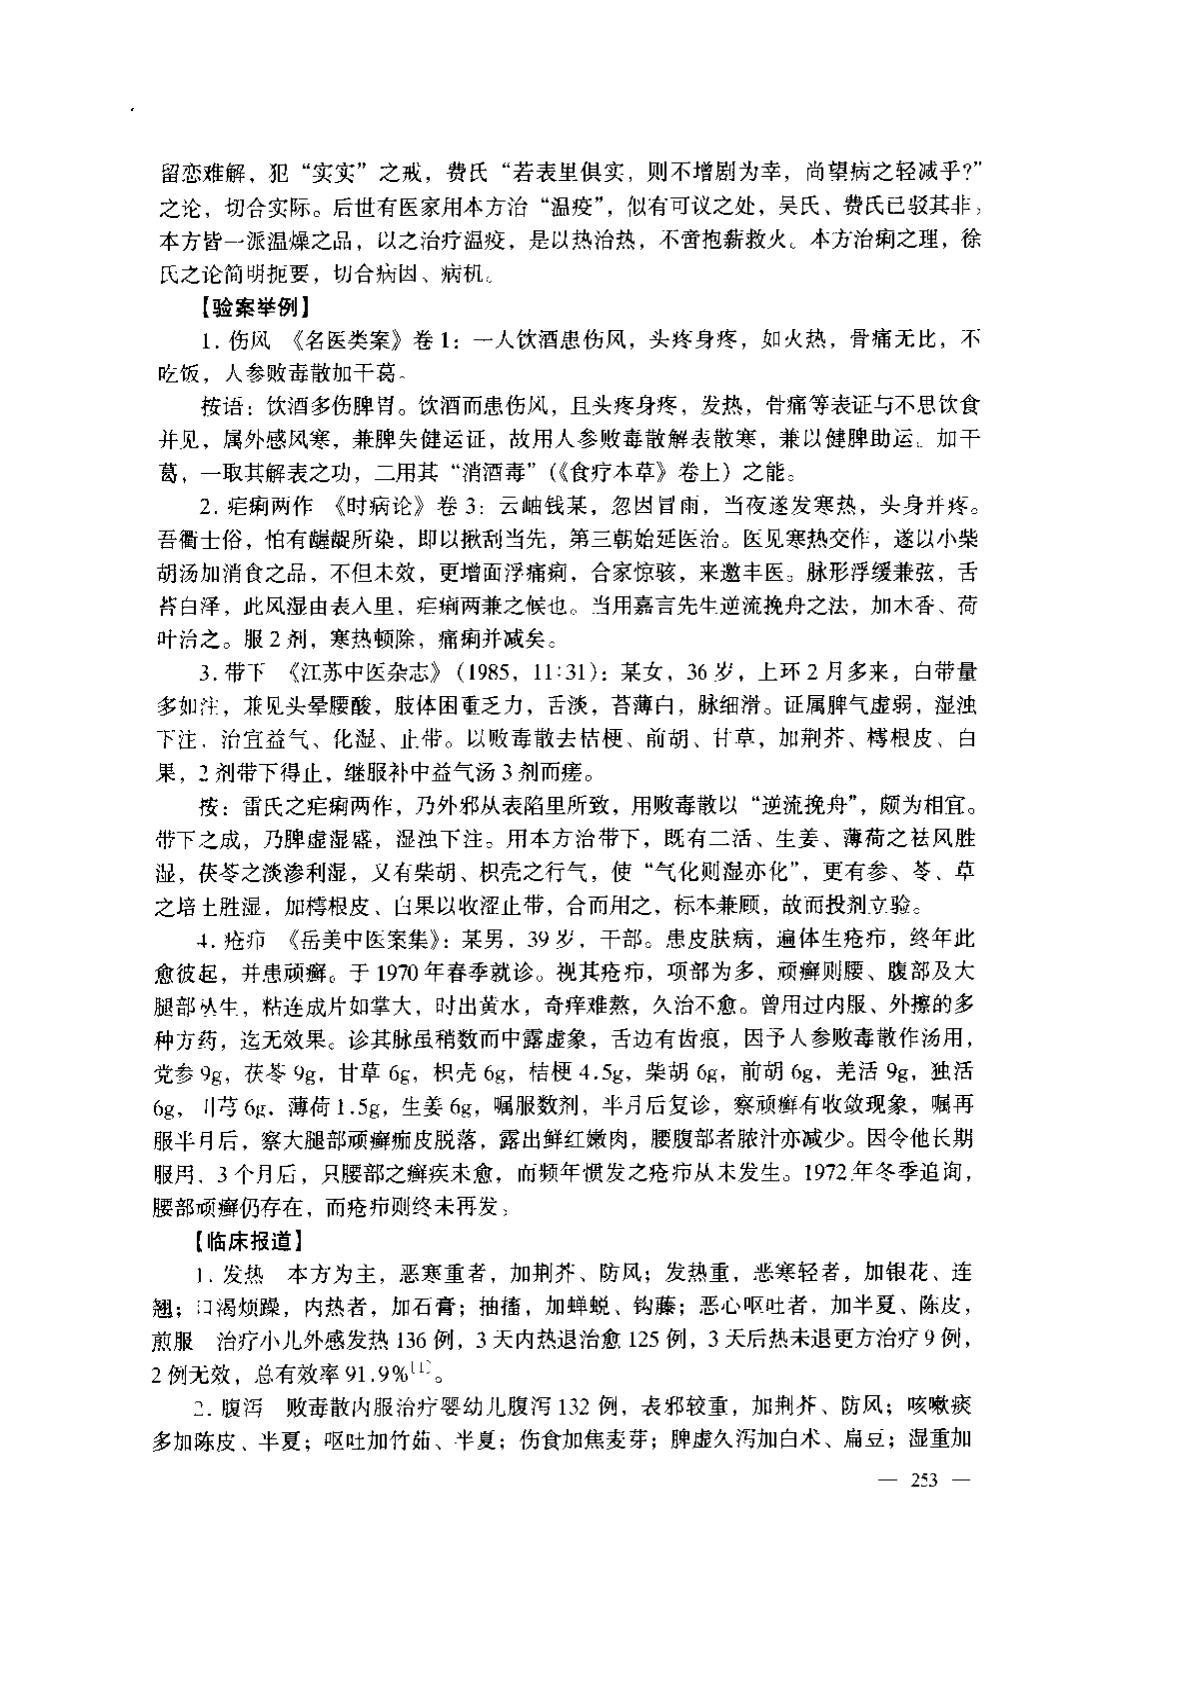 留恋难解，犯“实实”之戒，费氏“若表里俱实，则不增剧为幸，尚望病之轻减乎?”
之论，切合实际。后世有医家用本方治“温疫”，似有可议之处，吴氏、费氏已驳其非，
本方皆一派温燥之品，以之治疗温疫，是以热治热，不啻抱薪救火。本方治痢之理，徐
氏之论简明扼要，切合病因、病机。
【验案举例】
1. 伤风 《名医类案》卷 1：一人饮酒患伤风，头疼身疼，如火热，骨痛无比，不
吃饭，人参败毒散加干葛。
按语：饮酒多伤脾胃。饮酒而患伤风，且头疼身疼，发热，骨痛等表证与不思饮食
并见，属外感风寒，兼脾失健运证，故用人参败毒散解表散寒，兼以健脾助运。加干
葛，一取其解表之功，二用其“消酒毒”（《食疗本草》卷上）之能。
2. 疟痢两作 《时病论》卷 3：云岫钱某，忽因冒雨，当夜遂发寒热，头身并疼。
吾衢士俗，怕有龌龊所染，即以揪刮当先，第三朝始延医治。医见寒热交作，遂以小柴
胡汤加消食之品，不但未效，更增面浮痛痢，合家惊骇，来邀丰医。脉形浮缓兼弦，舌
苔白泽，此风湿由表入里，疟痢两兼之候也。当用嘉言先生逆流挽舟之法，加木香、荷
叶治之。服 2 剂，寒热顿除，痛痢并减矣。
3. 带下 《江苏中医杂志》（1985，11:31）：某女，36 岁，上环 2 月多来，白带量
多如注，兼见头晕腰酸，肢体困重乏力，舌淡，苔薄白，脉细滑。证属脾气虚弱，湿浊
下注．治宜益气、化湿、止带。以败毒散去桔梗、前胡、甘草，加荆芥、樗根皮、白
果，2 剂带下得止，继服补中益气汤 3 剂而瘥。
按：雷氏之疟痢两作，乃外邪从表陷里所致，用败毒散以“逆流挽舟”，颇为相宜。
带下之成，乃脾虚湿盛，湿浊下注。用本方治带下，既有二活、生姜、薄荷之祛风胜
湿，茯苓之淡渗利湿，又有柴胡、枳壳之行气，使“气化则湿亦化”，更有参、苓、草
之培土胜湿，加樗根皮、白果以收涩止带，合而用之，标本兼顾，故而投剂立验。
4. 疮疖 《岳美中医案集》：某男，39 岁，干部。患皮肤病，遍体生疮疖，终年此
愈彼起，并患顽癣。于 1970 年春季就诊。视其疮疖，项部为多，顽癣则腰、腹部及大
腿部丛生，粘连成片如掌大，时出黄水，奇痒难熬，久治不愈。曾用过内服、外擦的多
种方药，迄无效果。诊其脉虽稍数而中露虚象，舌边有齿痕，因予人参败毒散作汤用，
党参 9g，茯苓 9g，甘草 6g，枳壳 6g，桔梗 4.5g，柴胡 6g，前胡 6g，羌活 9g，独活
6g，川芎 6g．薄荷 1.5g，生姜 6g，嘱服数剂，半月后复诊，察顽癣有收敛现象，嘱再
服半月后，察大腿部顽癣痂皮脱落，露出鲜红嫩肉，腰腹部者脓汁亦减少。因令他长期
服用．3 个月后，只腰部之癣疾未愈，而频年惯发之疮疖从未发生。1972 年冬季追询，
腰部顽癣仍存在，而疮疖则终未再发；
【临床报道】
1. 发热 本方为主，恶寒重者，加荆芥、防风；发热重，恶寒轻者，加银花、连
翘；口渴烦躁，内热者，加石膏；抽搐，加蝉蜕、钩藤；恶心呕吐者，加半夏、陈皮，
煎服 治疗小儿外感发热 136 例，3 天内热退治愈 125 例，3 天后热未退更方治疗 9 例，
2 例无效，总有效率 91.9%[1]。
2. 腹泻 败毒散内服治疗婴幼儿腹泻 132 例．表邪较重，加荆芥、防风；咳嗽痰
多加陈皮、半夏；呕吐加竹茹、半夏；伤食加焦麦芽；脾虚久泻加白术、扁豆；湿重加
— 253 —